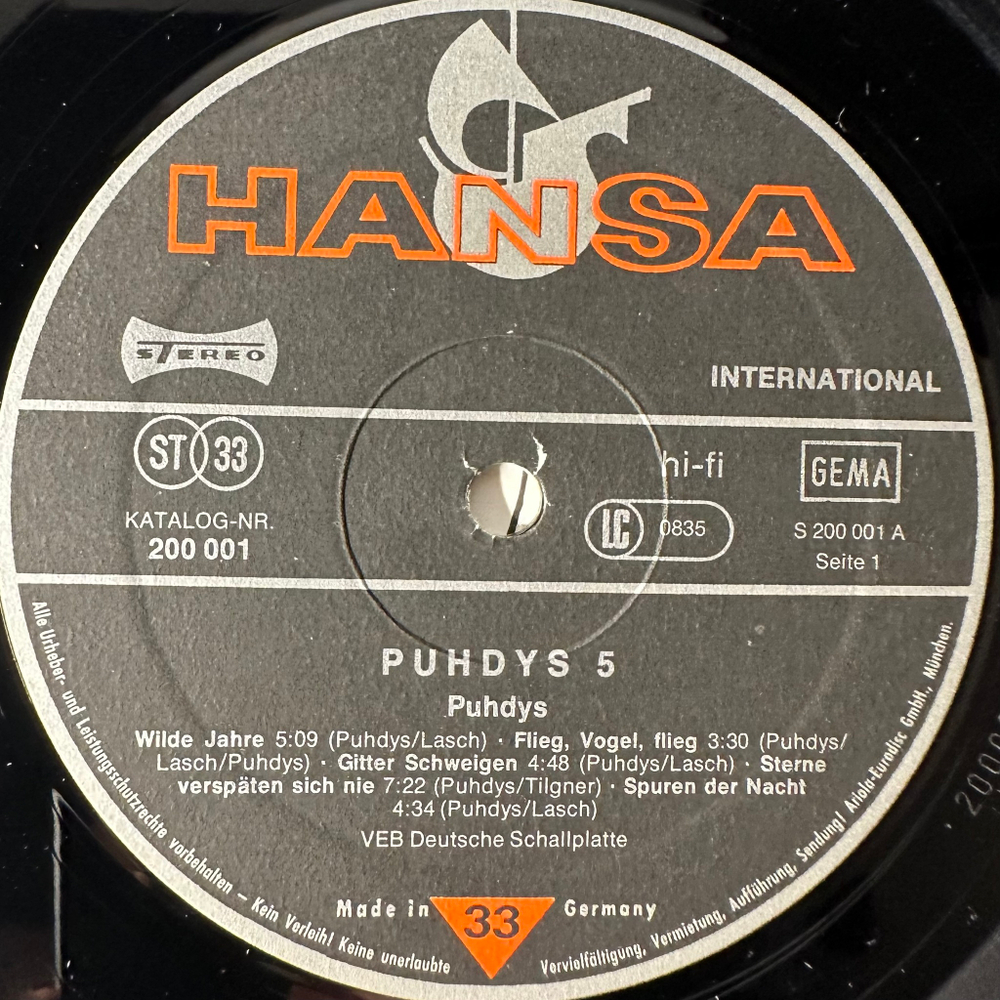 HANSA
STEREO
INTERNATIONAL
ST 33
hi-fi
GEMA
KATALOG-NR.
200 001
LC 0835
S 200 001 A
Seite 1
PUHDYS 5
Puhdys
Wilde Jahre 5:09 (Puhdys/Lasch) · Flieg, Vogel, flieg 3:30 (Puhdys/
Lasch/Puhdys) · Gitter Schweigen 4:48 (Puhdys/Lasch) · Sterne
verspäten sich nie 7:22 (Puhdys/Tilgner) · Spuren der Nacht
4:34 (Puhdys/Lasch)
VEB Deutsche Schallplatte
Made in 33 Germany
Alle Urheber- und Leistungsschutzrechte vorbehalten – Kein Verleih! Keine unerlaubte Vervielfältigung, Vermietung, Aufführung, Sendung! Ariola-Eurodisc GmbH., München.